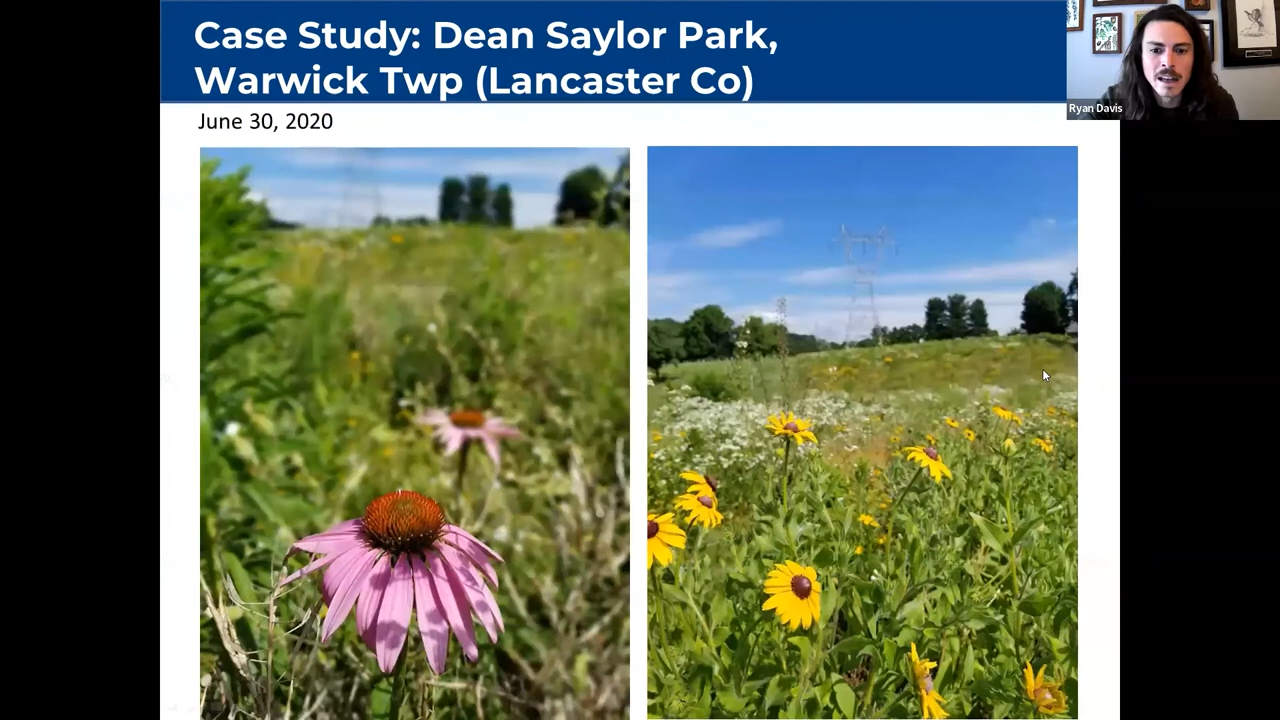 Case Study: Dean Saylor Park,
Warwick Twp (Lancaster Co)
June 30, 2020
Ryan Davis